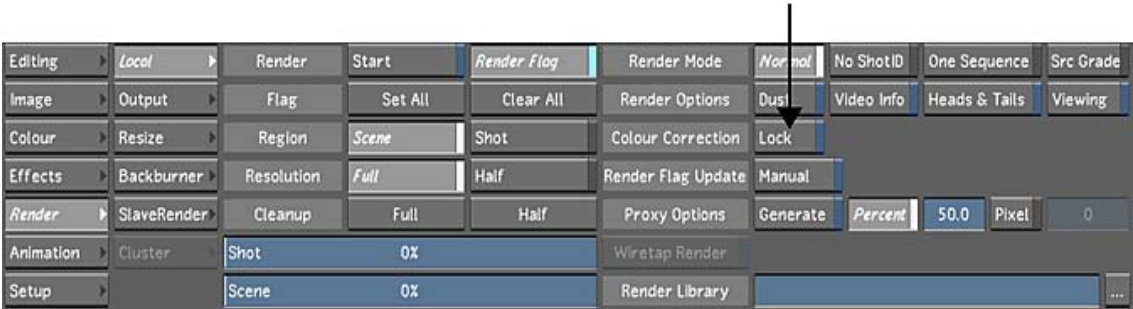 Editing Local Render Start Render Flag Render Mode Normal No ShotID One Sequence Src Grade
Image Output Flag Set All Clear All Render Options Dust Video Info Heads & Tails Viewing
Colour Resize Region Scene Shot Colour Correction Lock
Effects Backburner Resolution Full Half Render Flag Update Manual
Render SlaveRender Cleanup Full Half Proxy Options Generate Percent 50.0 Pixel 0
Animation Cluster Shot 0% Wiretap Render
Setup Scene 0% Render Library ...